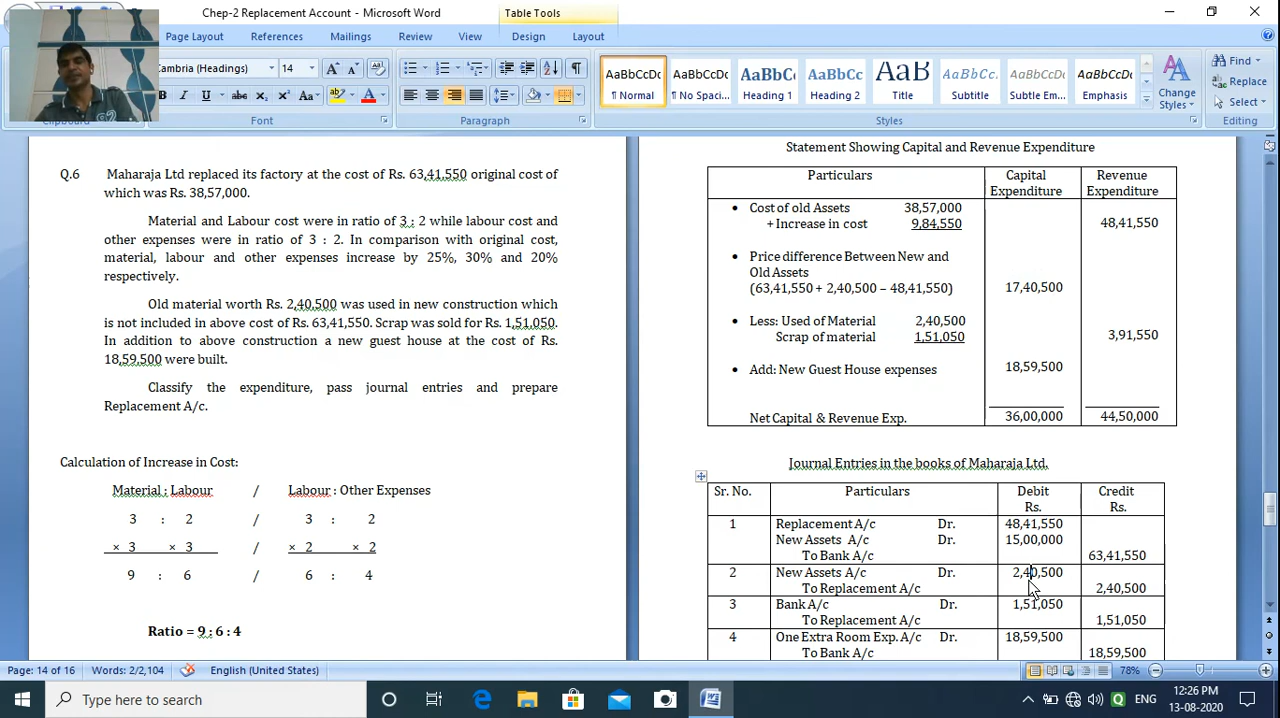 Chep-2 Replacement Account - Microsoft Word
Table Tools
Page Layout References Mailings Review View Design Layout
Cambria (Headings) 14
AaBbCcDc AaBbCcDc AaBbCc AaBbCc AaB AaBbCc AaBbCc AaBbCc
¶ Normal ¶ No Spaci... Heading 1 Heading 2 Title Subtitle Subtle Em... Emphasis
Change Styles
Find
Replace
Select
Font Paragraph Styles Editing
Q.6 Maharaja Ltd replaced its factory at the cost of Rs. 63,41,550 original cost of
which was Rs. 38,57,000.
Material and Labour cost were in ratio of 3 : 2 while labour cost and
other expenses were in ratio of 3 : 2. In comparison with original cost,
material, labour and other expenses increase by 25%, 30% and 20%
respectively.
Old material worth Rs. 2,40,500 was used in new construction which
is not included in above cost of Rs. 63,41,550. Scrap was sold for Rs. 1,51,050.
In addition to above construction a new guest house at the cost of Rs.
18,59,500 were built.
Classify the expenditure, pass journal entries and prepare
Replacement A/c.
Calculation of Increase in Cost:
Material : Labour / Labour : Other Expenses
3 : 2 / 3 : 2
× 3 × 3 / × 2 × 2
9 : 6 / 6 : 4
Ratio = 9 : 6 : 4
Statement Showing Capital and Revenue Expenditure
Particulars Capital Revenue
Expenditure Expenditure
• Cost of old Assets 38,57,000
+ Increase in cost 9,84,550 48,41,550
• Price difference Between New and
Old Assets
(63,41,550 + 2,40,500 – 48,41,550) 17,40,500
• Less: Used of Material 2,40,500
Scrap of material 1,51,050 3,91,550
• Add: New Guest House expenses 18,59,500
Net Capital & Revenue Exp. 36,00,000 44,50,000
Journal Entries in the books of Maharaja Ltd.
Sr. No. Particulars Debit Credit
Rs. Rs.
1 Replacement A/c Dr. 48,41,550
New Assets A/c Dr. 15,00,000
To Bank A/c 63,41,550
2 New Assets A/c Dr. 2,40,500
To Replacement A/c 2,40,500
3 Bank A/c Dr. 1,51,050
To Replacement A/c 1,51,050
4 One Extra Room Exp. A/c Dr. 18,59,500
To Bank A/c 18,59,500
Page: 14 of 16 Words: 2/2,104 English (United States) 78%
Type here to search
ENG
12:26 PM
13-08-2020